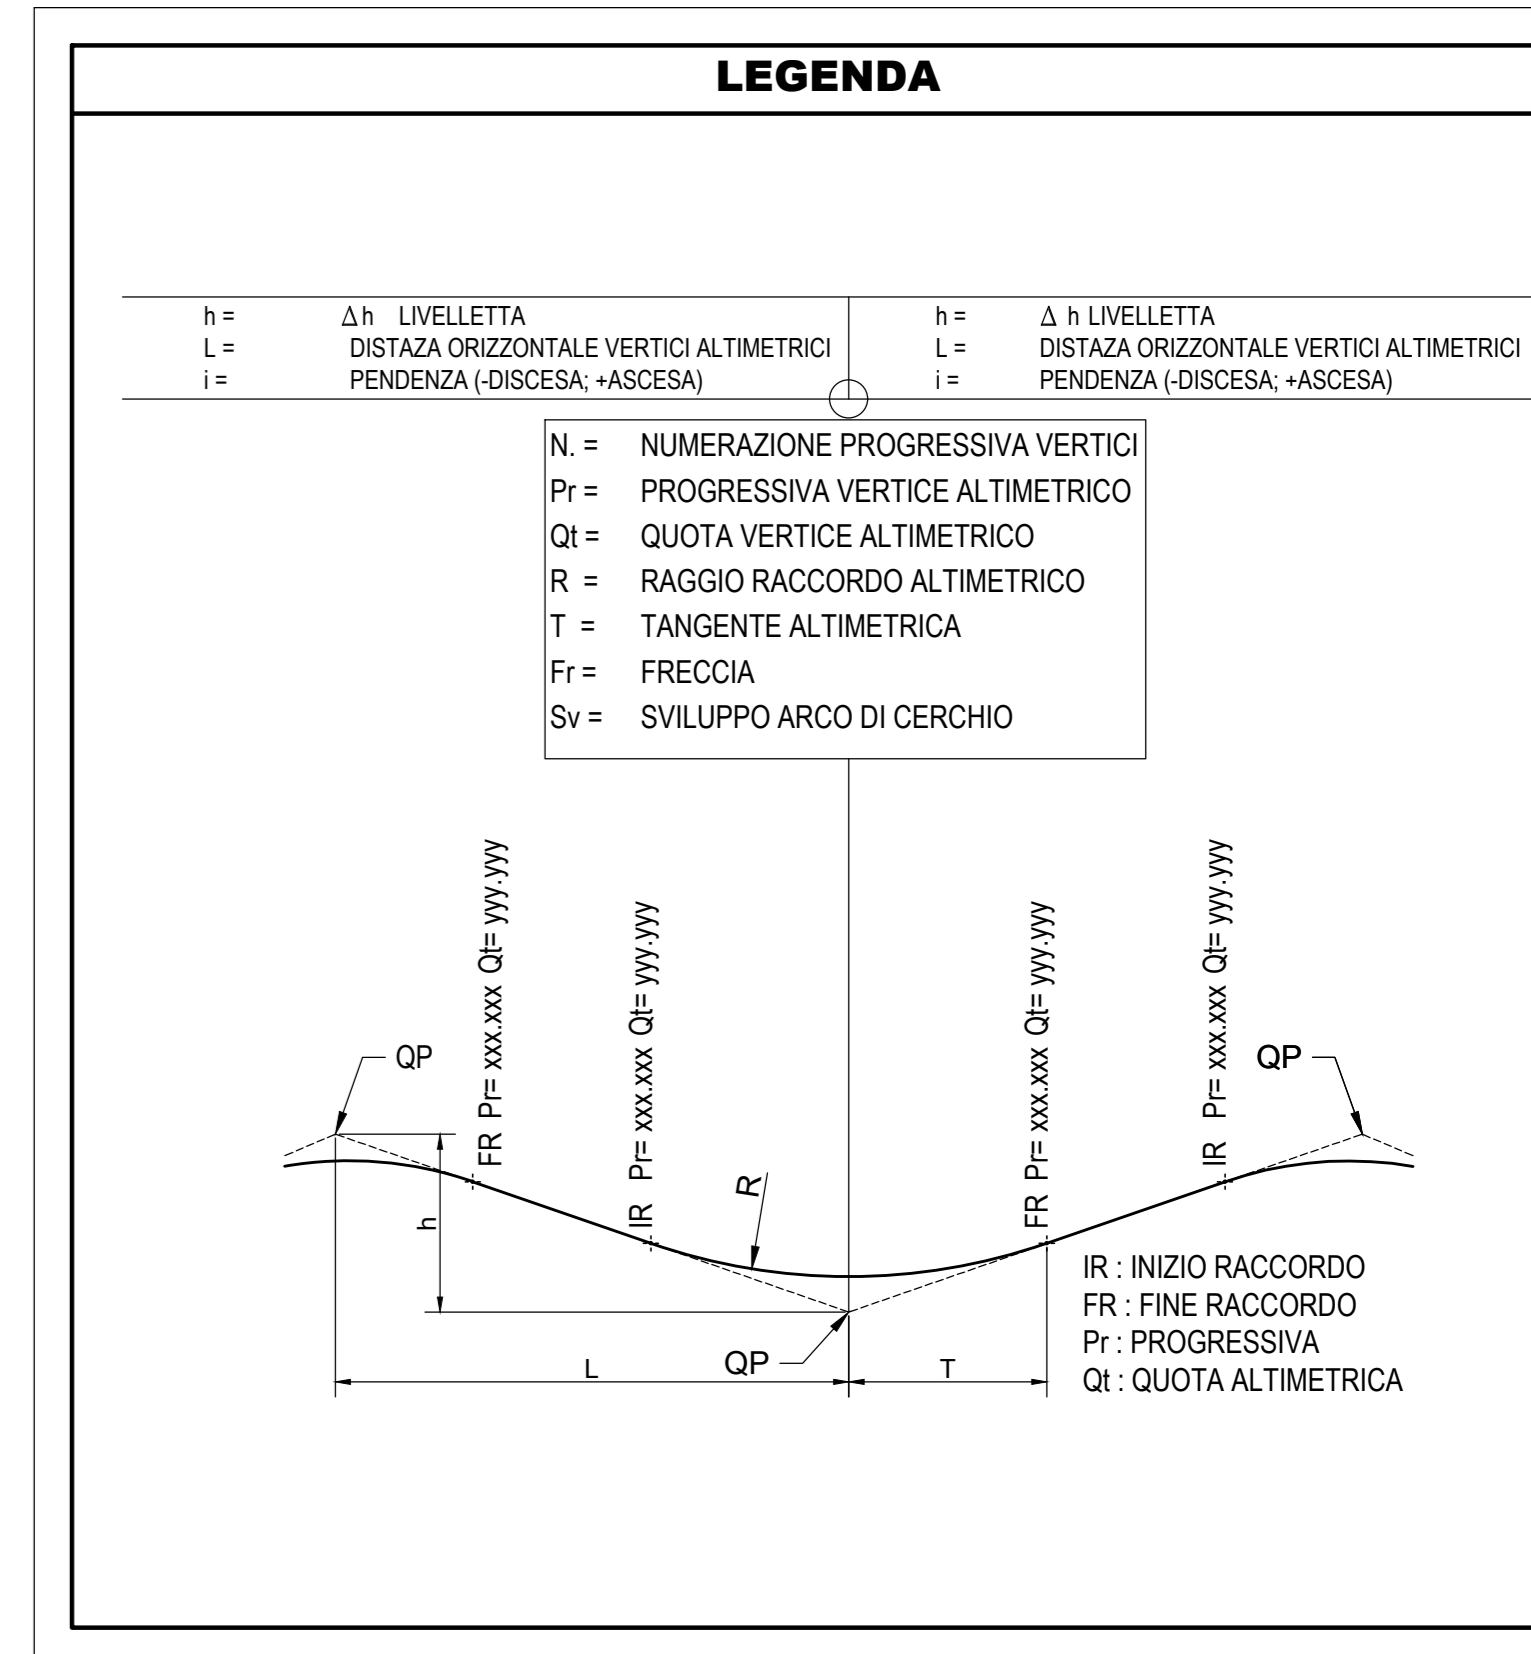 LEGENDA
h = Δ h LIVELLETTA
L = DISTAZA ORIZZONTALE VERTICI ALTIMETRICI
i = PENDENZA (-DISCESA; +ASCESA)
h = Δ h LIVELLETTA
L = DISTAZA ORIZZONTALE VERTICI ALTIMETRICI
i = PENDENZA (-DISCESA; +ASCESA)
N. = NUMERAZIONE PROGRESSIVA VERTICI
Pr = PROGRESSIVA VERTICE ALTIMETRICO
Qt = QUOTA VERTICE ALTIMETRICO
R = RAGGIO RACCORDO ALTIMETRICO
T = TANGENTE ALTIMETRICA
Fr = FRECCIA
Sv = SVILUPPO ARCO DI CERCHIO
QP
FR Pr= xxx.xxx Qt= yyy.yyy
IR Pr= xxx.xxx Qt= yyy.yyy
FR Pr= xxx.xxx Qt= yyy.yyy
IR Pr= xxx.xxx Qt= yyy.yyy
QP
h
R
L
QP
T
IR : INIZIO RACCORDO
FR : FINE RACCORDO
Pr : PROGRESSIVA
Qt : QUOTA ALTIMETRICA